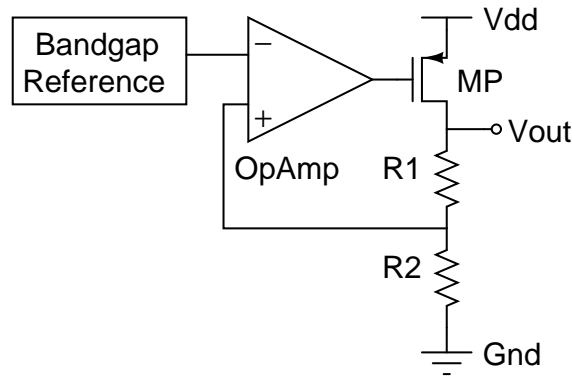 Bandgap
Reference
−
+
OpAmp
Vdd
MP
Vout
R1
R2
Gnd